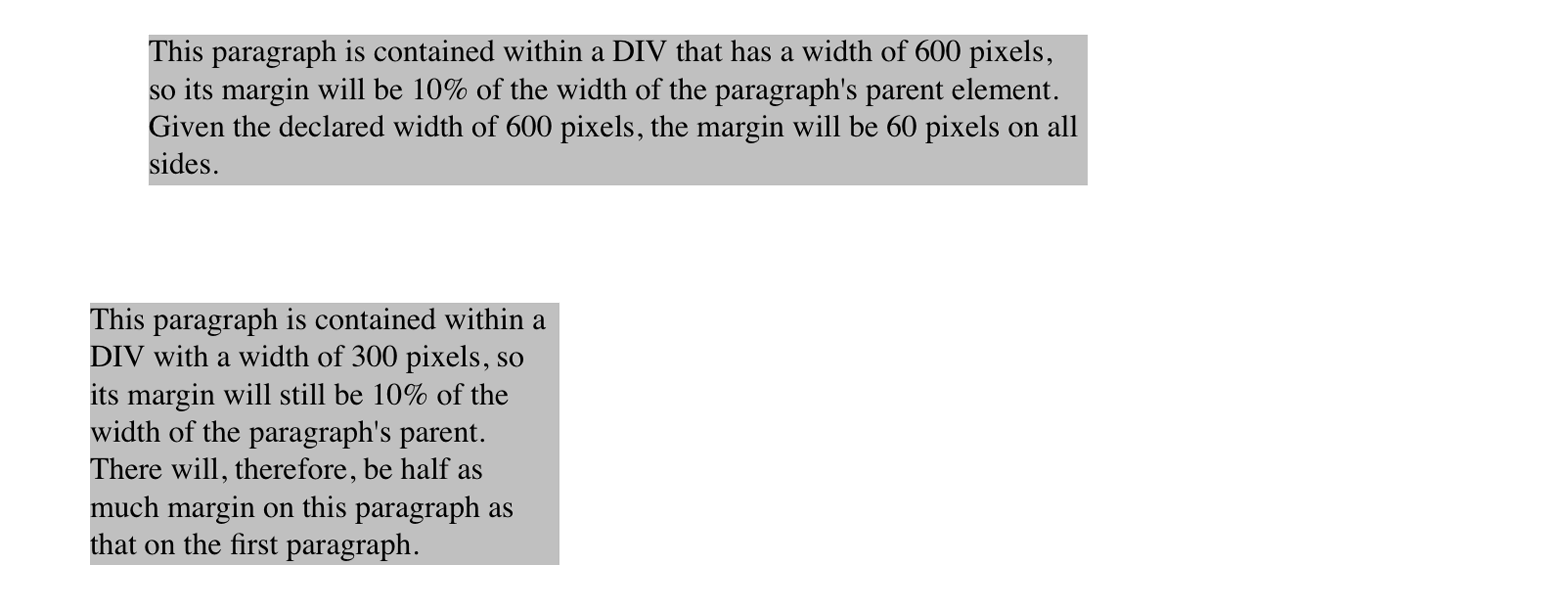 This paragraph is contained within a DIV that has a width of 600 pixels,
so its margin will be 10% of the width of the paragraph's parent element.
Given the declared width of 600 pixels, the margin will be 60 pixels on all
sides.
This paragraph is contained within a
DIV with a width of 300 pixels, so
its margin will still be 10% of the
width of the paragraph's parent.
There will, therefore, be half as
much margin on this paragraph as
that on the first paragraph.